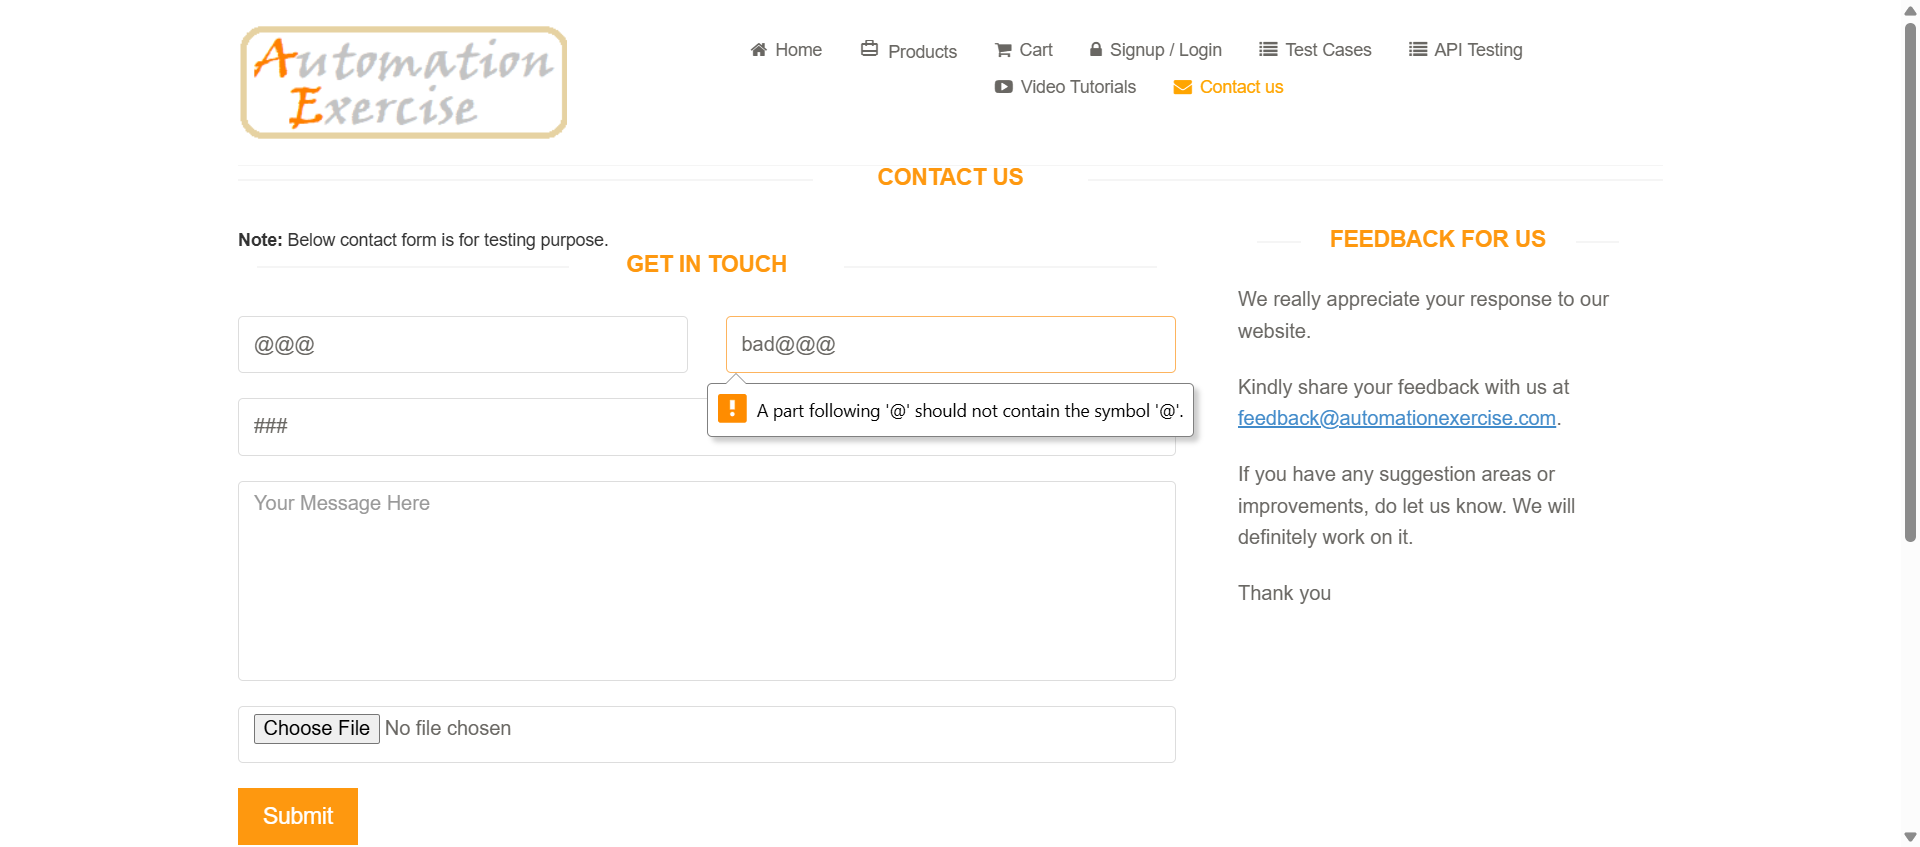 Automation
Exercise
Home
Products
Cart
Signup / Login
Test Cases
API Testing
Video Tutorials
Contact us
CONTACT US
Note: Below contact form is for testing purpose.
GET IN TOUCH
@@@
bad@@@
A part following '@' should not contain the symbol '@'.
###
Your Message Here
Choose File No file chosen
Submit
FEEDBACK FOR US
We really appreciate your response to our
website.
Kindly share your feedback with us at
feedback@automationexercise.com.
If you have any suggestion areas or
improvements, do let us know. We will
definitely work on it.
Thank you